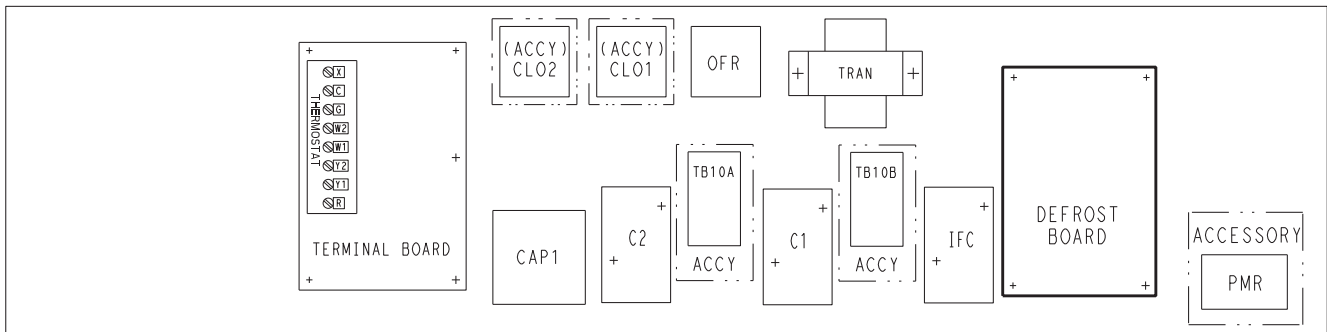 X
C
G
W2
W1
Y2
Y1
R
THERMOSTAT
TERMINAL BOARD
(ACCY)
CLO2
(ACCY)
CLO1
OFR
TRAN
CAP1
C2
TB10A
ACCY
C1
TB10B
ACCY
IFC
DEFROST
BOARD
ACCESSORY
PMR